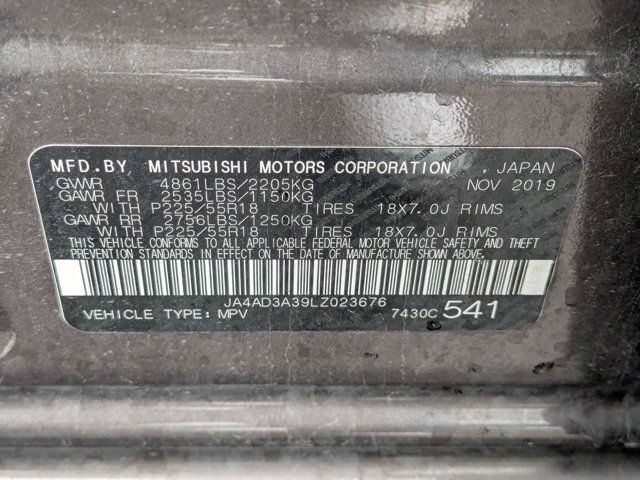 MFD.BY MITSUBISHI MOTORS CORPORATION , JAPAN
GVWR 4861LBS/2205KG NOV 2019
GAWR FR 2535LBS/1150KG
WITH P225/55R18 TIRES 18X7.0J RIMS
GAWR RR 2756LBS/1250KG
WITH P225/55R18 TIRES 18X7.0J RIMS
THIS VEHICLE CONFORMS TO ALL APPLICABLE FEDERAL MOTOR VEHICLE SAFETY AND THEFT
PREVENTION STANDARDS IN EFFECT ON THE DATE OF MANUFACTURE SHOWN ABOVE.
JA4AD3A39LZ023676
VEHICLE TYPE: MPV 7430C 541